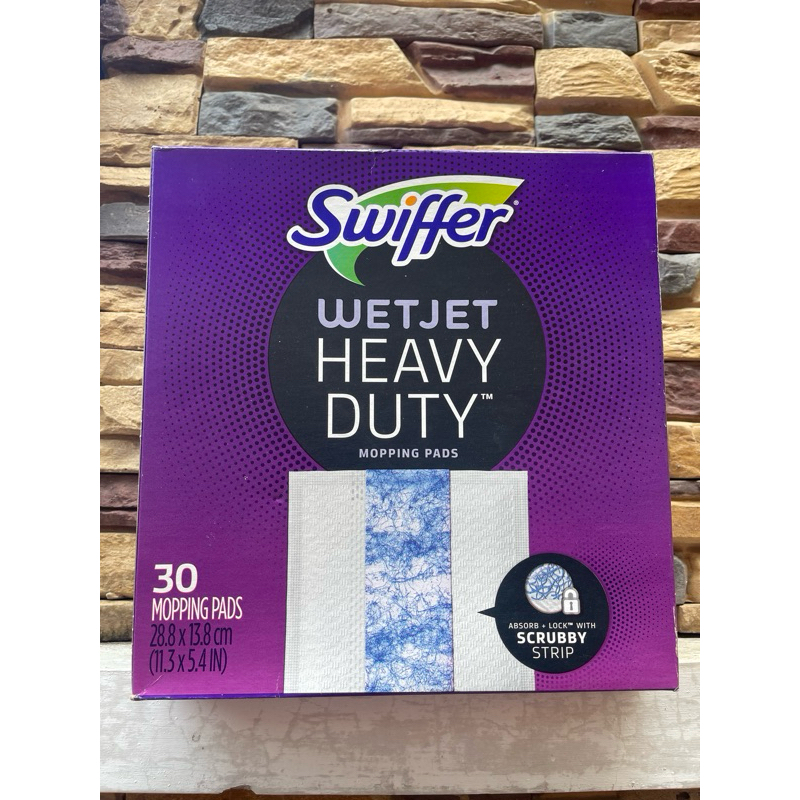 Swiffer®
WETJET
HEAVY
DUTY™
MOPPING PADS
30
MOPPING PADS
28.8 x 13.8 cm
(11.3 x 5.4 IN)
ABSORB + LOCK™ WITH
SCRUBBY
STRIP